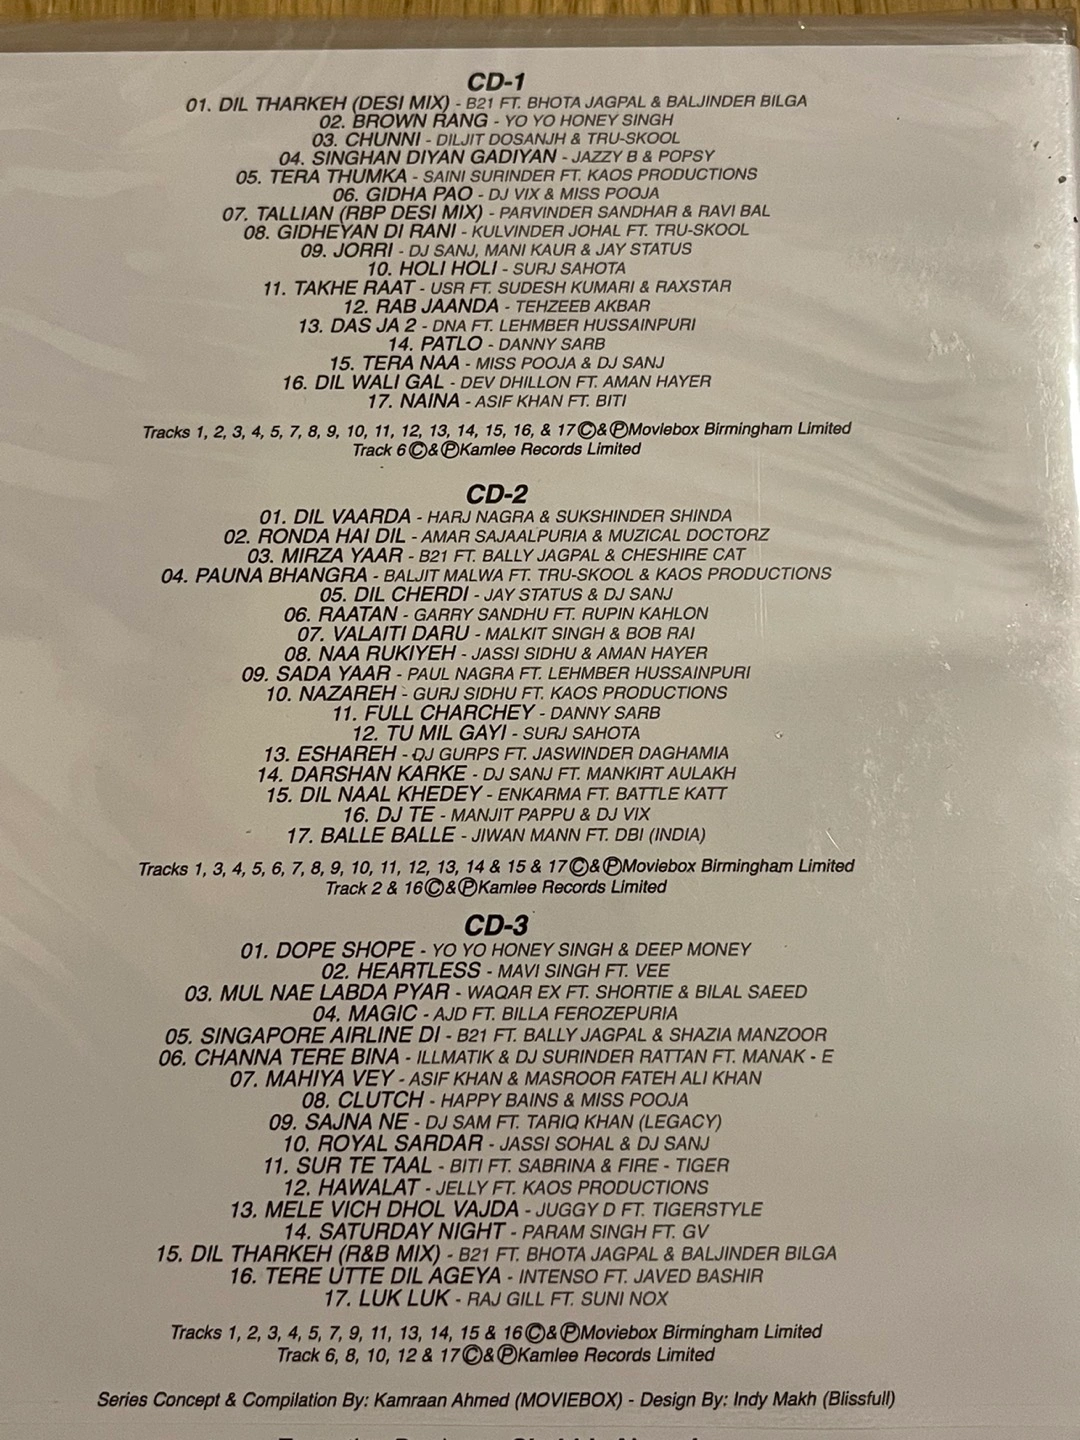 CD-1
01. DIL THARKEH (DESI MIX) - B21 FT. BHOTA JAGPAL & BALJINDER BILGA
02. BROWN RANG - YO YO HONEY SINGH
03. CHUNNI - DILJIT DOSANJH & TRU-SKOOL
04. SINGHAN DIYAN GADIYAN - JAZZY B & POPSY
05. TERA THUMKA - SAINI SURINDER FT. KAOS PRODUCTIONS
06. GIDHA PAO - DJ VIX & MISS POOJA
07. TALLIAN (RBP DESI MIX) - PARVINDER SANDHAR & RAVI BAL
08. GIDHEYAN DI RANI - KULVINDER JOHAL FT. TRU-SKOOL
09. JORRI - DJ SANJ, MANI KAUR & JAY STATUS
10. HOLI HOLI - SURJ SAHOTA
11. TAKHE RAAT - USR FT. SUDESH KUMARI & RAXSTAR
12. RAB JAANDA - TEHZEEB AKBAR
13. DAS JA 2 - DNA FT. LEHMBER HUSSAINPURI
14. PATLO - DANNY SARB
15. TERA NAA - MISS POOJA & DJ SANJ
16. DIL WALI GAL - DEV DHILLON FT. AMAN HAYER
17. NAINA - ASIF KHAN FT. BITI
Tracks 1, 2, 3, 4, 5, 7, 8, 9, 10, 11, 12, 13, 14, 15, 16, & 17©&℗Moviebox Birmingham Limited
Track 6©&℗Kamlee Records Limited
CD-2
01. DIL VAARDA - HARJ NAGRA & SUKSHINDER SHINDA
02. RONDA HAI DIL - AMAR SAJAALPURIA & MUZICAL DOCTORZ
03. MIRZA YAAR - B21 FT. BALLY JAGPAL & CHESHIRE CAT
04. PAUNA BHANGRA - BALJIT MALWA FT. TRU-SKOOL & KAOS PRODUCTIONS
05. DIL CHERDI - JAY STATUS & DJ SANJ
06. RAATAN - GARRY SANDHU FT. RUPIN KAHLON
07. VALAITI DARU - MALKIT SINGH & BOB RAI
08. NAA RUKIYEH - JASSI SIDHU & AMAN HAYER
09. SADA YAAR - PAUL NAGRA FT. LEHMBER HUSSAINPURI
10. NAZAREH - GURJ SIDHU FT. KAOS PRODUCTIONS
11. FULL CHARCHEY - DANNY SARB
12. TU MIL GAYI - SURJ SAHOTA
13. ESHAREH - DJ GURPS FT. JASWINDER DAGHAMIA
14. DARSHAN KARKE - DJ SANJ FT. MANKIRT AULAKH
15. DIL NAAL KHEDEY - ENKARMA FT. BATTLE KATT
16. DJ TE - MANJIT PAPPU & DJ VIX
17. BALLE BALLE - JIWAN MANN FT. DBI (INDIA)
Tracks 1, 3, 4, 5, 6, 7, 8, 9, 10, 11, 12, 13, 14 & 15 & 17©&℗Moviebox Birmingham Limited
Track 2 & 16©&℗Kamlee Records Limited
CD-3
01. DOPE SHOPE - YO YO HONEY SINGH & DEEP MONEY
02. HEARTLESS - MAVI SINGH FT. VEE
03. MUL NAE LABDA PYAR - WAQAR EX FT. SHORTIE & BILAL SAEED
04. MAGIC - AJD FT. BILLA FEROZEPURIA
05. SINGAPORE AIRLINE DI - B21 FT. BALLY JAGPAL & SHAZIA MANZOOR
06. CHANNA TERE BINA - ILLMATIK & DJ SURINDER RATTAN FT. MANAK - E
07. MAHIYA VEY - ASIF KHAN & MASROOR FATEH ALI KHAN
08. CLUTCH - HAPPY BAINS & MISS POOJA
09. SAJNA NE - DJ SAM FT. TARIQ KHAN (LEGACY)
10. ROYAL SARDAR - JASSI SOHAL & DJ SANJ
11. SUR TE TAAL - BITI FT. SABRINA & FIRE - TIGER
12. HAWALAT - JELLY FT. KAOS PRODUCTIONS
13. MELE VICH DHOL VAJDA - JUGGY D FT. TIGERSTYLE
14. SATURDAY NIGHT - PARAM SINGH FT. GV
15. DIL THARKEH (R&B MIX) - B21 FT. BHOTA JAGPAL & BALJINDER BILGA
16. TERE UTTE DIL AGEYA - INTENSO FT. JAVED BASHIR
17. LUK LUK - RAJ GILL FT. SUNI NOX
Tracks 1, 2, 3, 4, 5, 7, 9, 11, 13, 14, 15 & 16©&℗Moviebox Birmingham Limited
Track 6, 8, 10, 12 & 17©&℗Kamlee Records Limited
Series Concept & Compilation By: Kamraan Ahmed (MOVIEBOX) - Design By: Indy Makh (Blissfull)